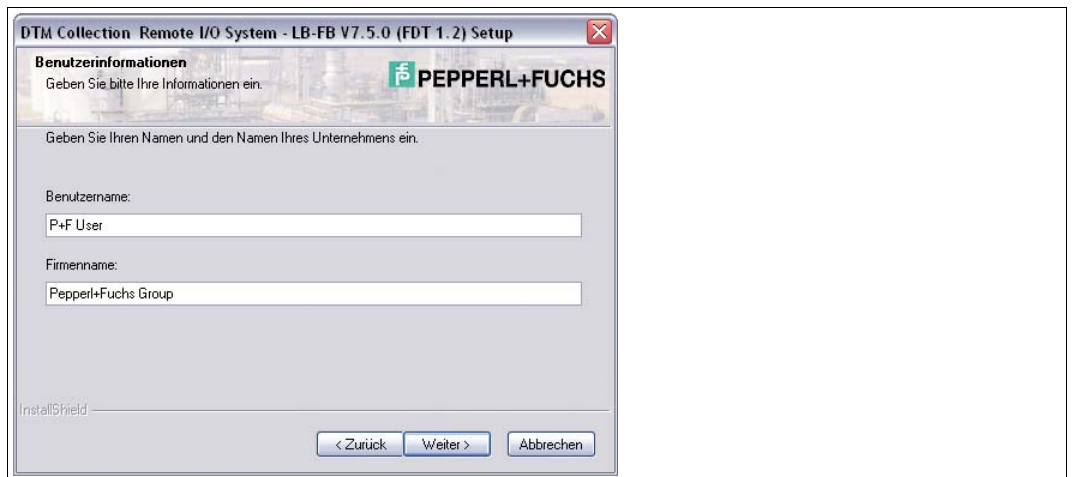 DTM Collection Remote I/O System - LB-FB V7.5.0 (FDT 1.2) Setup
Benutzerinformationen
Geben Sie bitte Ihre Informationen ein.
PEPPERL+FUCHS
Geben Sie Ihren Namen und den Namen Ihres Unternehmens ein.
Benutzername:
P+F User
Firmenname:
Pepperl+Fuchs Group
InstallShield
< Zurück Weiter > Abbrechen